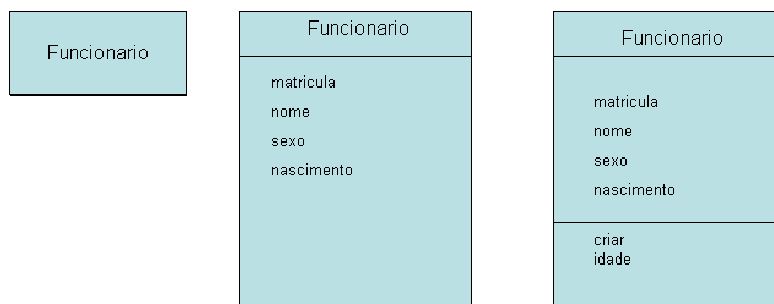 Funcionario
Funcionario
matricula
nome
sexo
nascimento
Funcionario
matricula
nome
sexo
nascimento
criar
idade